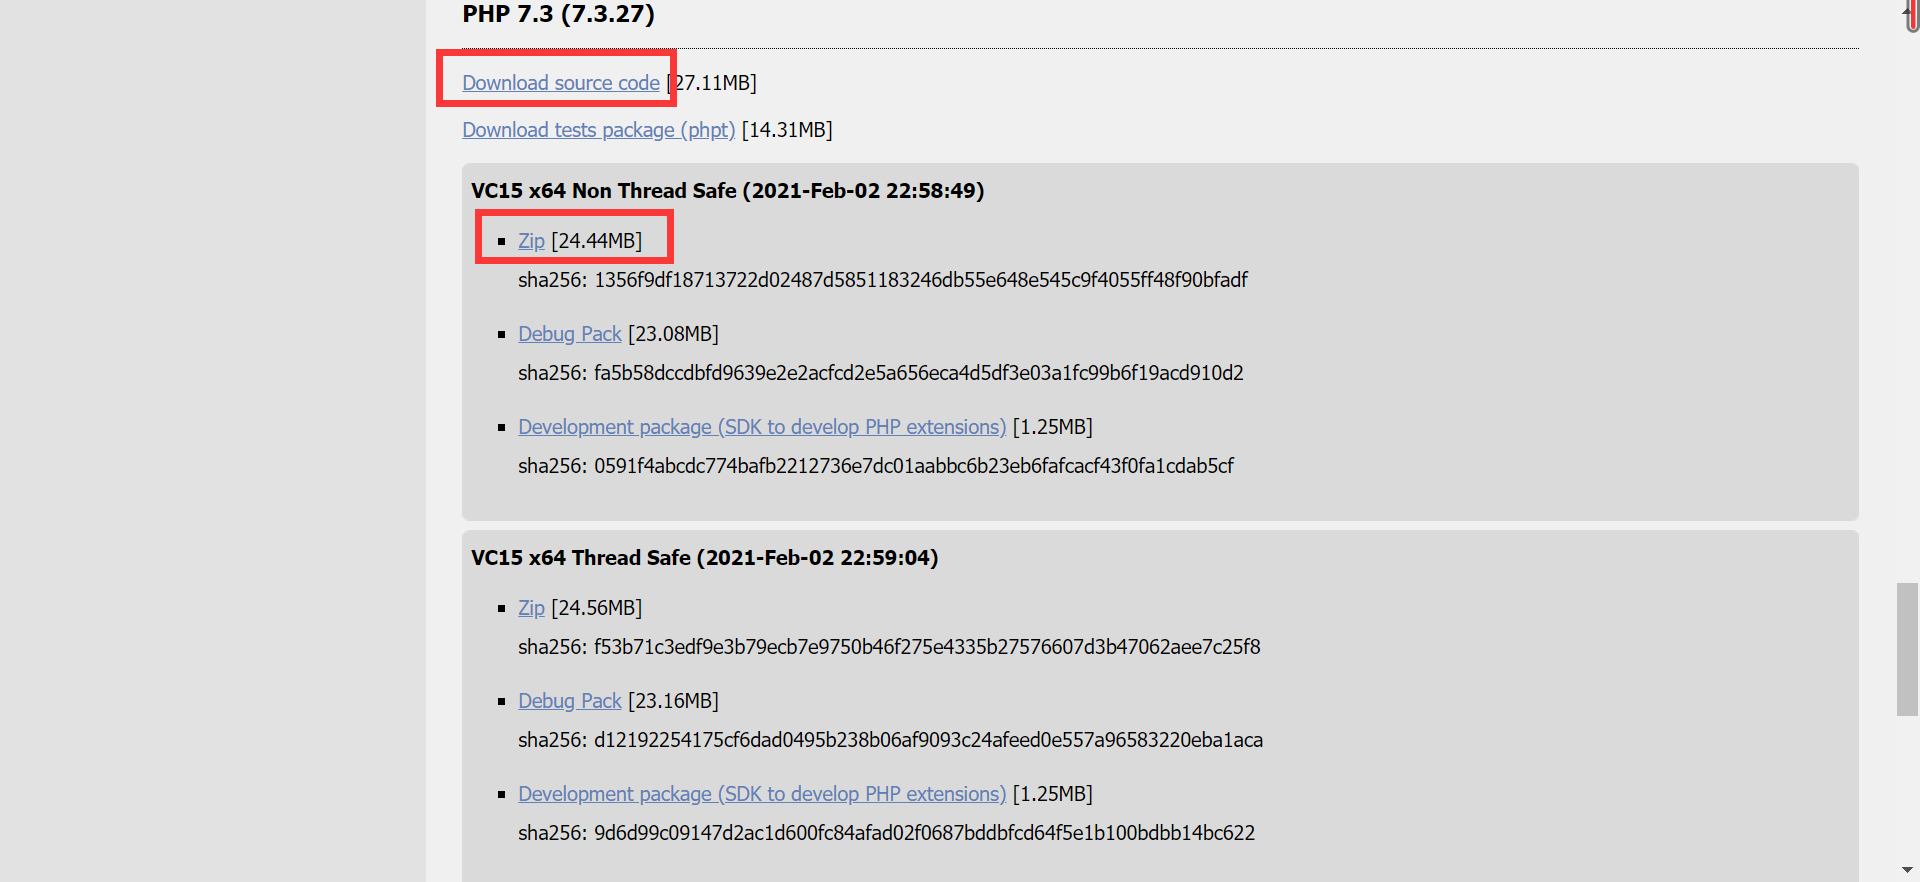 PHP 7.3 (7.3.27)
Download source code [27.11MB]
Download tests package (phpt) [14.31MB]
VC15 x64 Non Thread Safe (2021-Feb-02 22:58:49)
Zip [24.44MB]
sha256: 1356f9df18713722d02487d5851183246db55e648e545c9f4055ff48f90bfadf
Debug Pack [23.08MB]
sha256: fa5b58dccdbfd9639e2e2acfcd2e5a656eca4d5df3e03a1fc99b6f19acd910d2
Development package (SDK to develop PHP extensions) [1.25MB]
sha256: 0591f4abcdc774bafb2212736e7dc01aabbc6b23eb6fafcacf43f0fa1cdab5cf
VC15 x64 Thread Safe (2021-Feb-02 22:59:04)
Zip [24.56MB]
sha256: f53b71c3edf9e3b79ecb7e9750b46f275e4335b27576607d3b47062aee7c25f8
Debug Pack [23.16MB]
sha256: d12192254175cf6dad0495b238b06af9093c24afeed0e557a96583220eba1aca
Development package (SDK to develop PHP extensions) [1.25MB]
sha256: 9d6d99c09147d2ac1d600fc84afad02f0687bddbfcd64f5e1b100bdbb14bc622